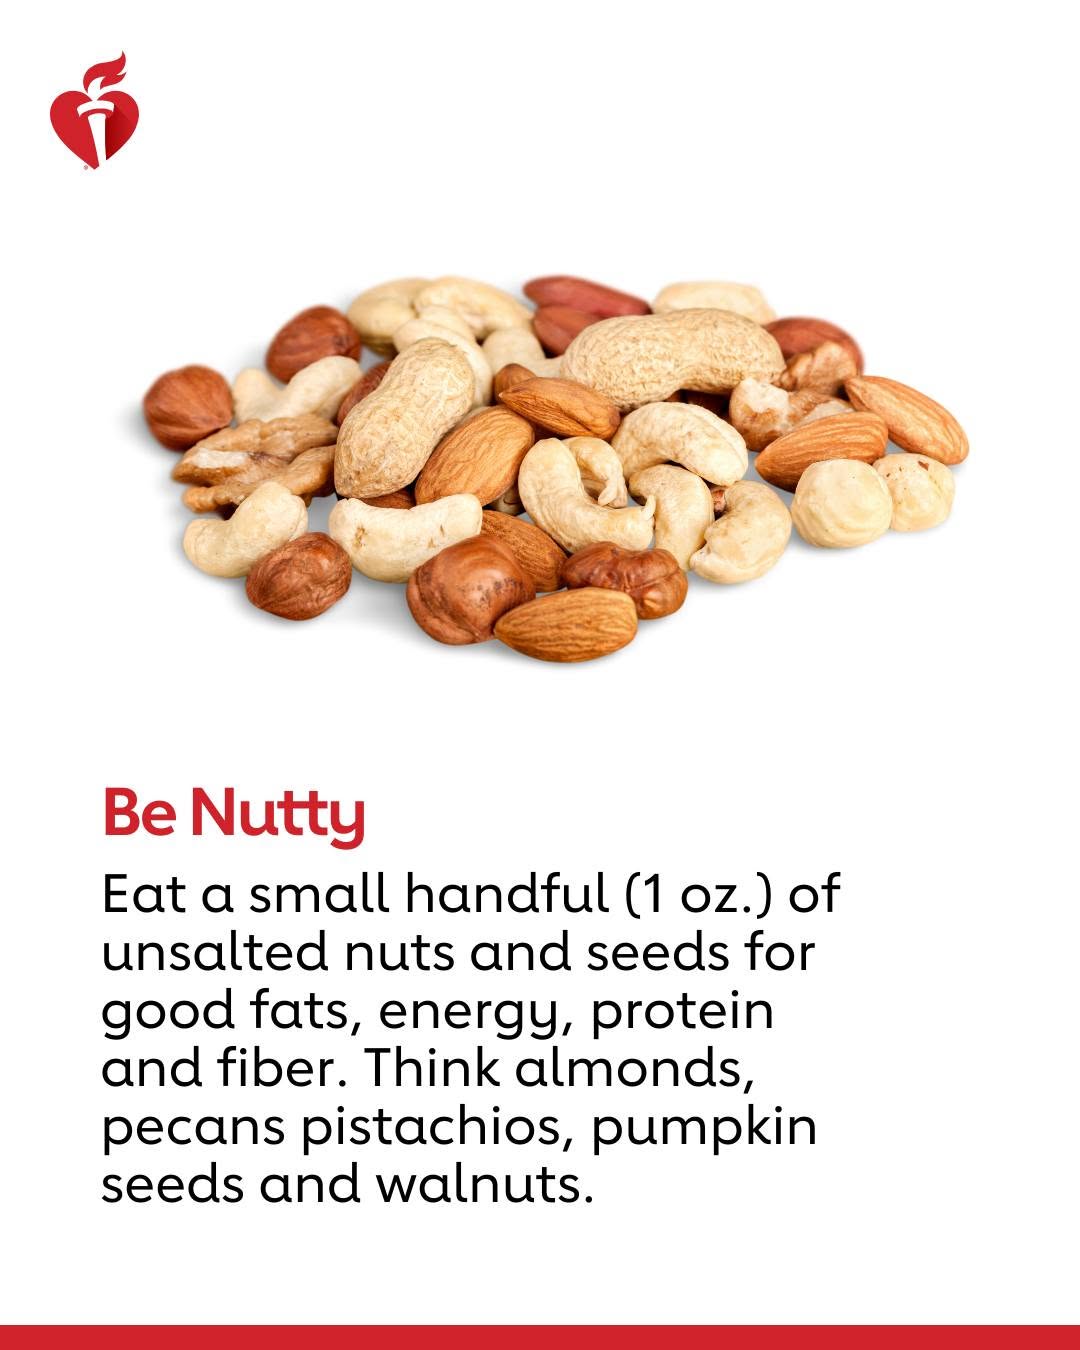 Be Nutty
Eat a small handful (1 oz.) of
unsalted nuts and seeds for
good fats, energy, protein
and fiber. Think almonds,
pecans pistachios, pumpkin
seeds and walnuts.